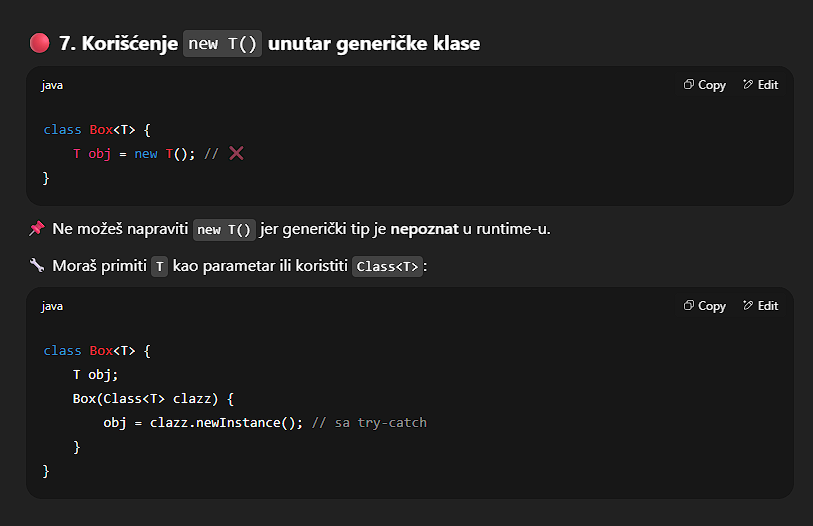 🔴 7. Korišćenje new T() unutar generičke klase
java
Copy
Edit
class Box<T> {
    T obj = new T(); // ❌
}
📌 Ne možeš napraviti new T() jer generički tip je nepoznat u runtime-u.
🔧 Moraš primiti T kao parametar ili koristiti Class<T>:
java
Copy
Edit
class Box<T> {
    T obj;
    Box(Class<T> clazz) {
        obj = clazz.newInstance(); // sa try-catch
    }
}